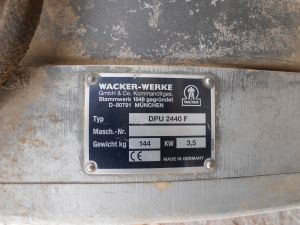 WACKER-WERKE
GmbH & Co. Kommanditges.
Stammwerk 1848 gegründet
D-80791 MÜNCHEN
WACKER
Typ DPU 2440 F
Masch.-Nr.
Gewicht kg 144 KW 3,5
CE MADE IN GERMANY